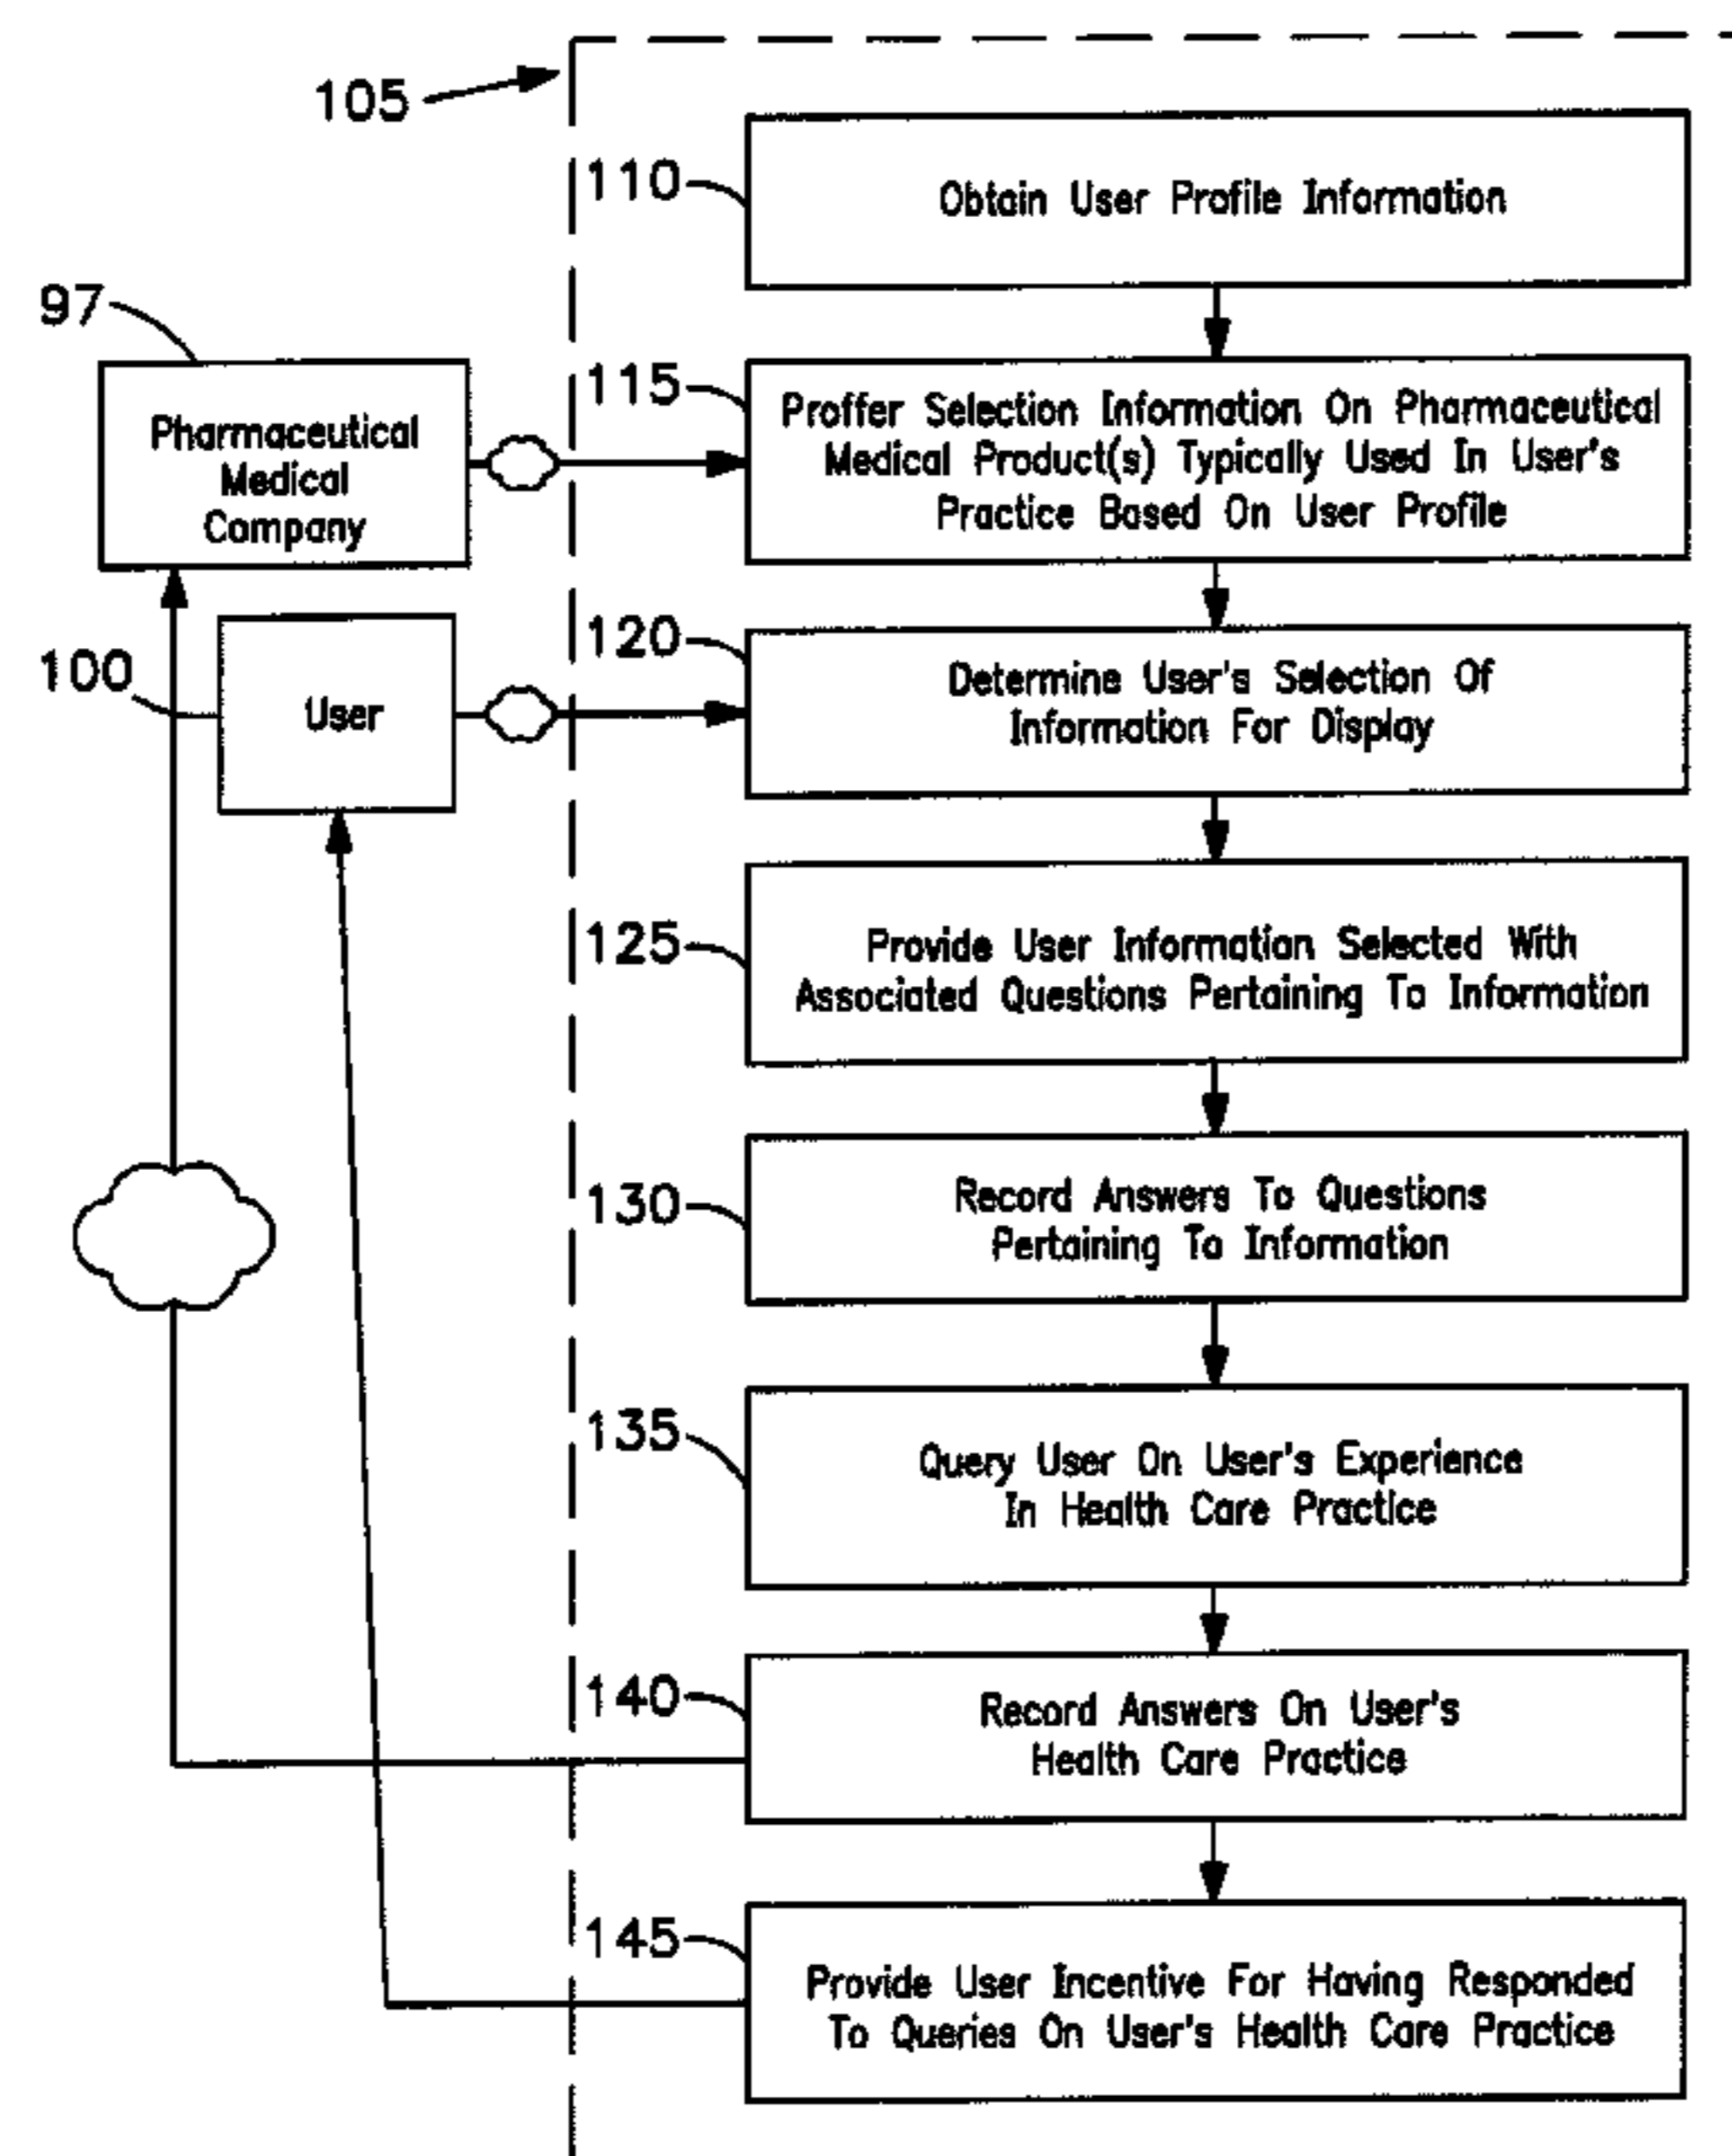 105
110
Obtain User Profile Information
97
Pharmaceutical
Medical
Company
115
Proffer Selection Information On Pharmaceutical
Medical Product(s) Typically Used In User's
Practice Based On User Profile
100
User
120
Determine User's Selection Of
Information For Display
125
Provide User Information Selected With
Associated Questions Pertaining To Information
130
Record Answers To Questions
Pertaining To Information
135
Query User On User's Experience
In Health Care Practice
140
Record Answers On User's
Health Care Practice
145
Provide User Incentive For Having Responded
To Queries On User's Health Care Practice